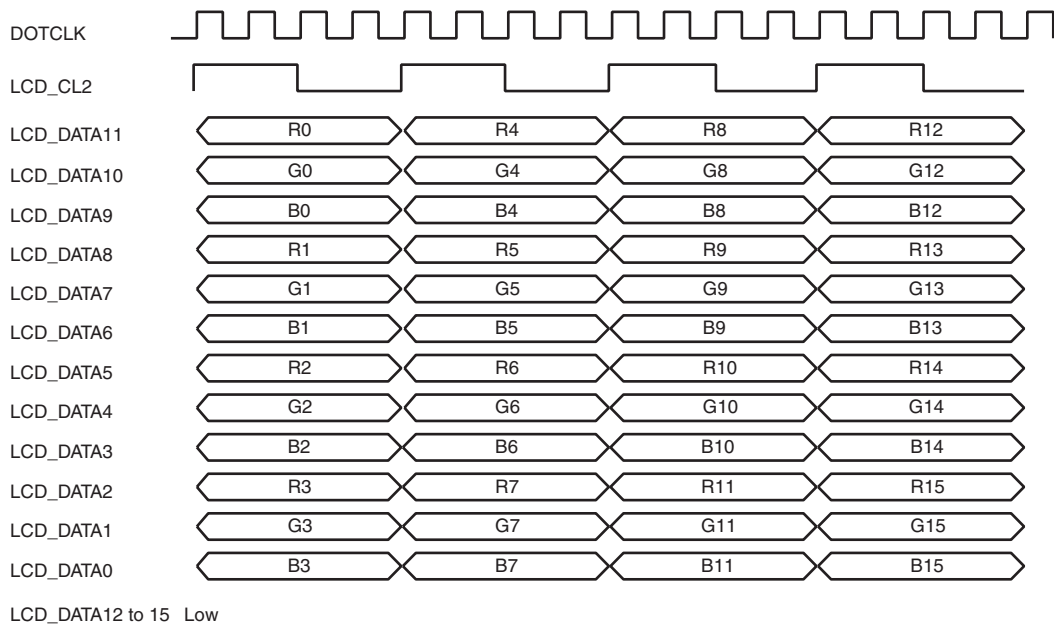 DOTCLK
LCD_CL2
LCD_DATA11 R0 R4 R8 R12
LCD_DATA10 G0 G4 G8 G12
LCD_DATA9 B0 B4 B8 B12
LCD_DATA8 R1 R5 R9 R13
LCD_DATA7 G1 G5 G9 G13
LCD_DATA6 B1 B5 B9 B13
LCD_DATA5 R2 R6 R10 R14
LCD_DATA4 G2 G6 G10 G14
LCD_DATA3 B2 B6 B10 B14
LCD_DATA2 R3 R7 R11 R15
LCD_DATA1 G3 G7 G11 G15
LCD_DATA0 B3 B7 B11 B15
LCD_DATA12 to 15 Low